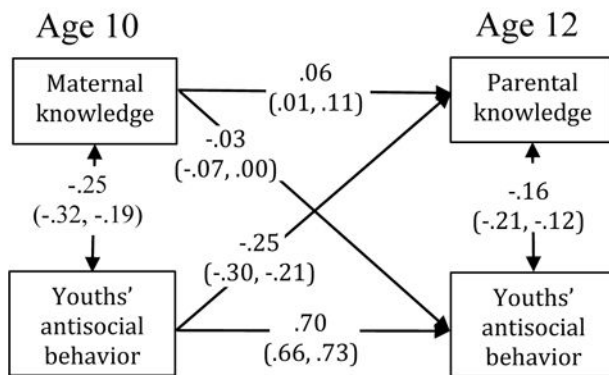 Age 10
Age 12
Maternal
knowledge
.06
(.01, .11)
Parental
knowledge
-.03
(-.07, .00)
-.25
(-.32, -.19)
-.16
(-.21, -.12)
-.25
(-.30, -.21)
Youths’
antisocial
behavior
.70
(.66, .73)
Youths’
antisocial
behavior